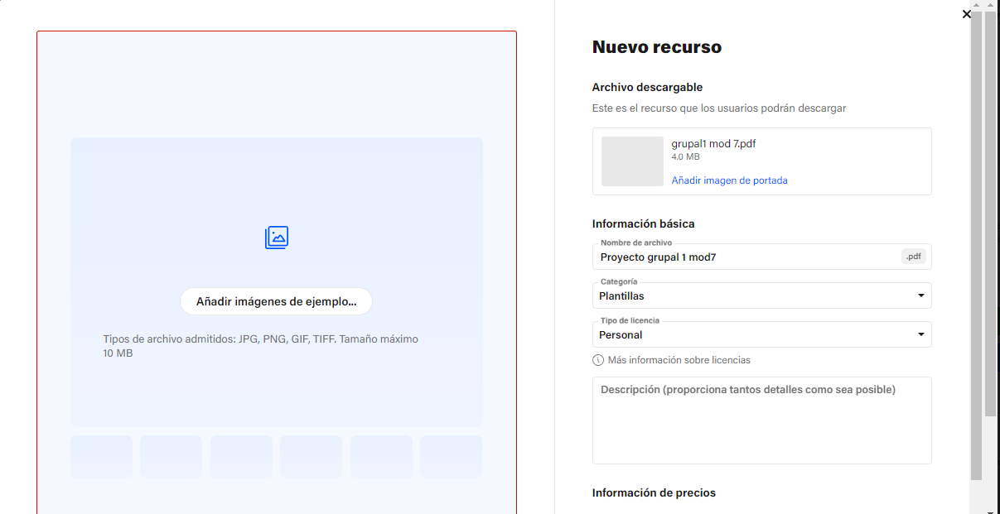 Nuevo recurso
Archivo descargable
Este es el recurso que los usuarios podrán descargar
grupal1 mod 7.pdf
4.0 MB
Añadir imagen de portada
Información básica
Nombre de archivo
Proyecto grupal 1 mod7
.pdf
Categoría
Plantillas
Tipo de licencia
Personal
Más información sobre licencias
Descripción (proporciona tantos detalles como sea posible)
Información de precios
Añadir imágenes de ejemplo...
Tipos de archivo admitidos: JPG, PNG, GIF, TIFF. Tamaño máximo
10 MB